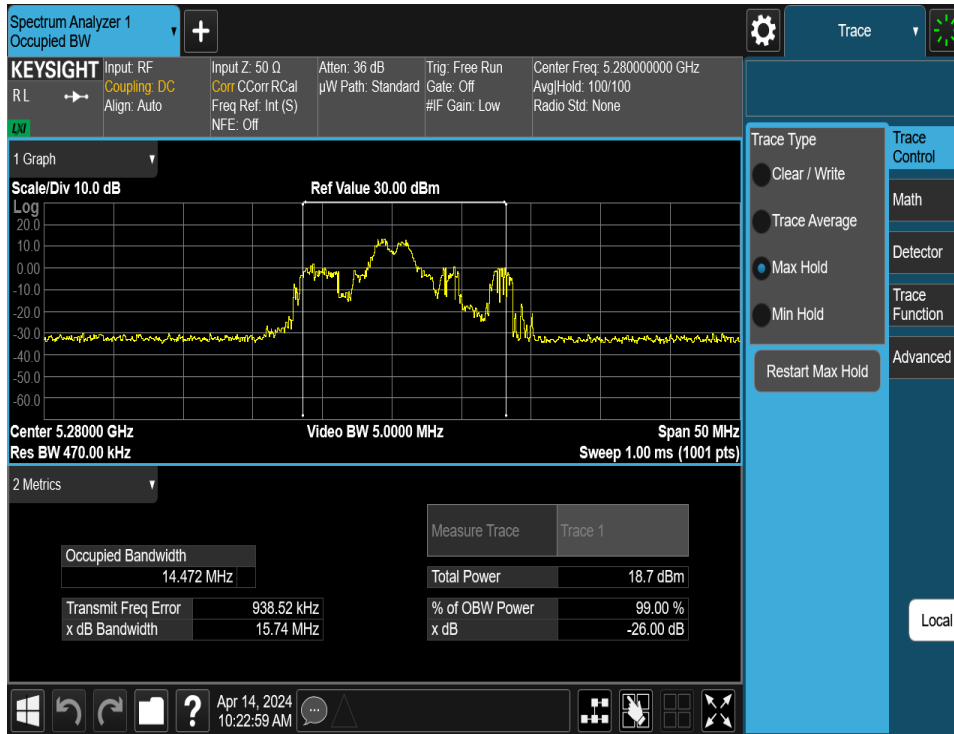 Spectrum Analyzer 1
Occupied BW
+
Trace
KEYSIGHT
R L
LXI
Input: RF
Coupling: DC
Align: Auto
Input Z: 50 Ω
Corr CCorr RCal
Freq Ref: Int (S)
NFE: Off
Atten: 36 dB
µW Path: Standard
Trig: Free Run
Gate: Off
#IF Gain: Low
Center Freq: 5.280000000 GHz
Avg|Hold: 100/100
Radio Std: None
1 Graph
Scale/Div 10.0 dB
Ref Value 30.00 dBm
Log
20.0
10.0
0.00
-10.0
-20.0
-30.0
-40.0
-50.0
-60.0
Center 5.28000 GHz
Video BW 5.0000 MHz
Span 50 MHz
Res BW 470.00 kHz
Sweep 1.00 ms (1001 pts)
2 Metrics
Measure Trace
Trace 1
Occupied Bandwidth
14.472 MHz
Total Power
18.7 dBm
Transmit Freq Error
938.52 kHz
% of OBW Power
99.00 %
x dB Bandwidth
15.74 MHz
x dB
-26.00 dB
Trace Type
Clear / Write
Trace Average
Max Hold
Min Hold
Restart Max Hold
Trace
Control
Math
Detector
Trace
Function
Advanced
Local
?
Apr 14, 2024
10:22:59 AM